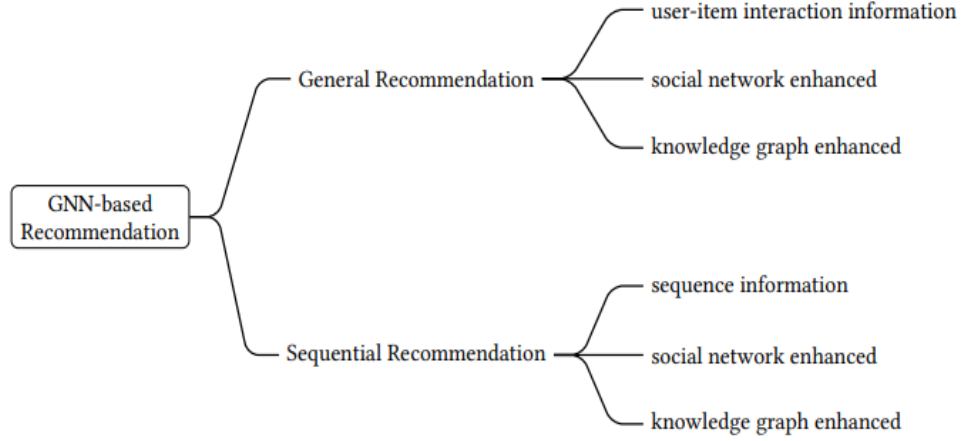 GNN-based
Recommendation
General Recommendation
user-item interaction information
social network enhanced
knowledge graph enhanced
Sequential Recommendation
sequence information
social network enhanced
knowledge graph enhanced